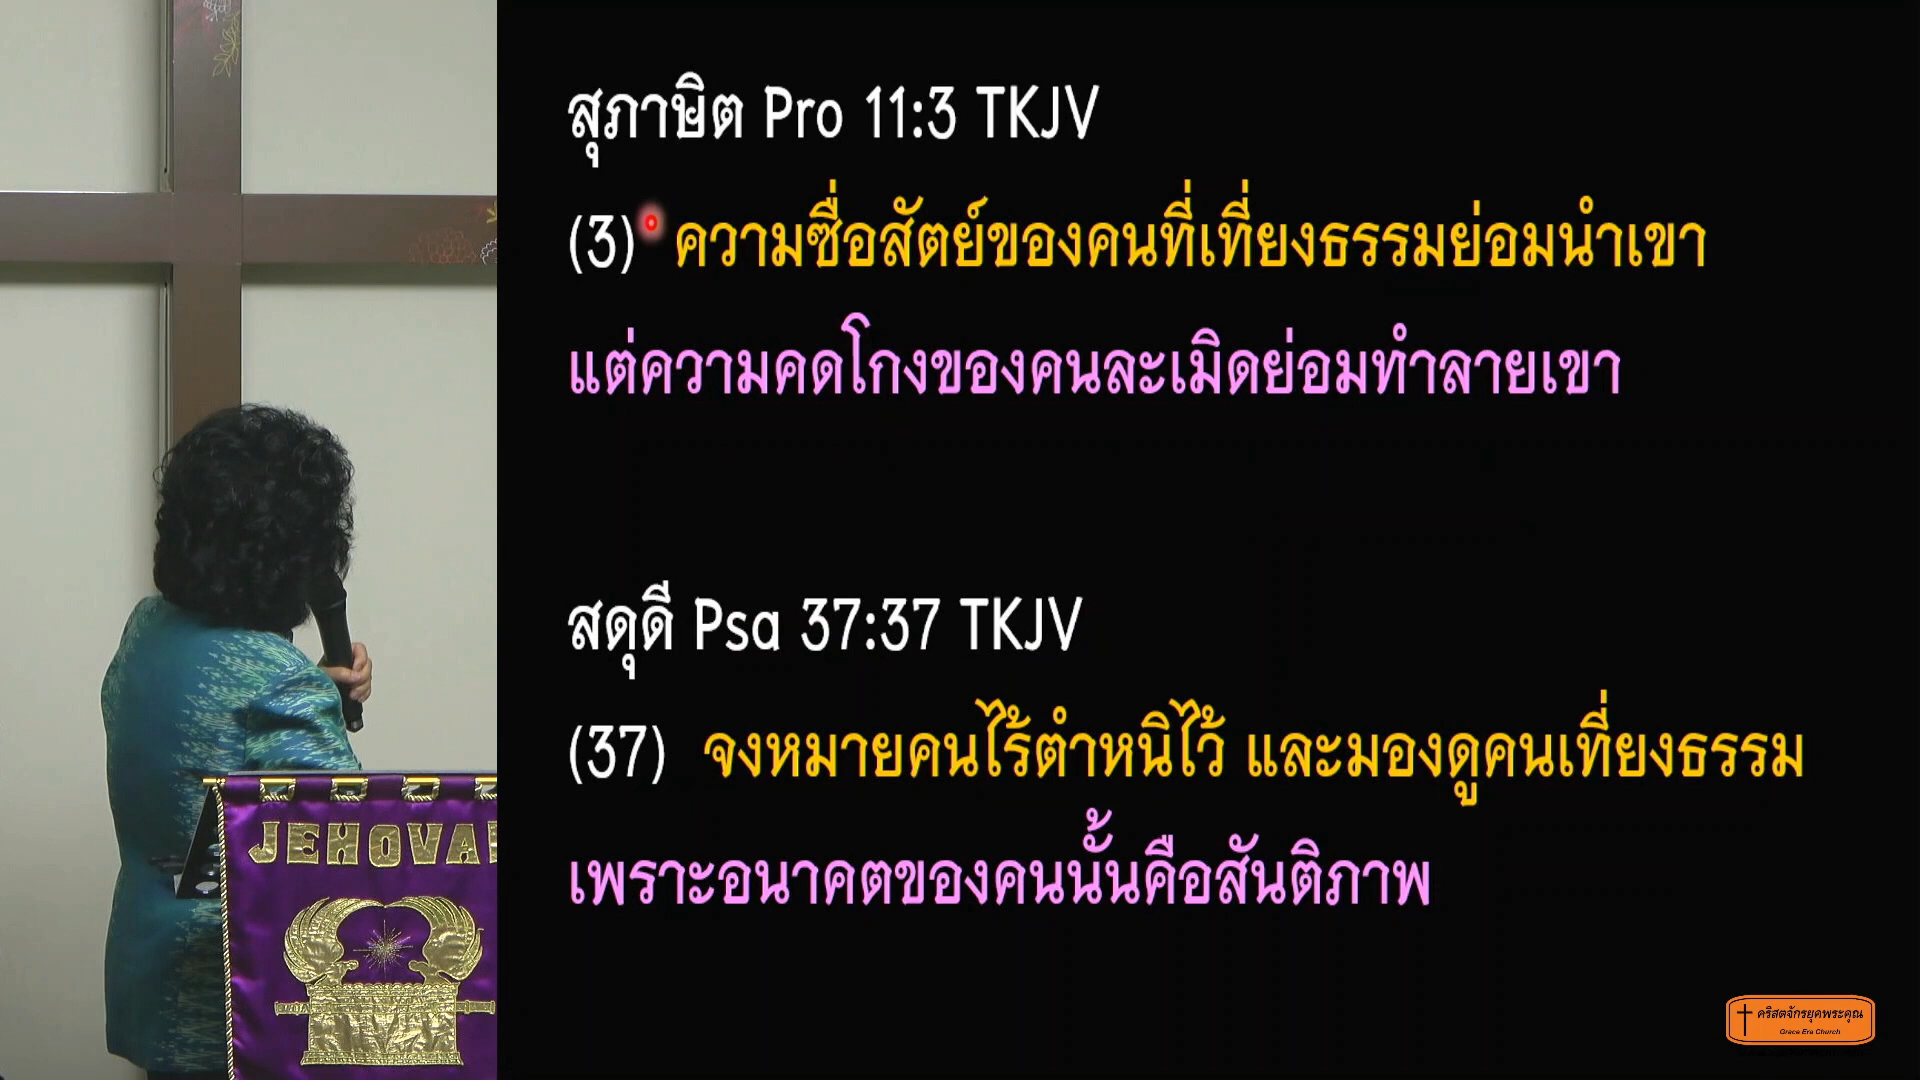 สุภาษิต Pro 11:3 TKJV
(3) ความซื่อสัตย์ของคนที่เที่ยงธรรมย่อมนำเขา
แต่ความคดโกงของคนละเมิดย่อมทำลายเขา
สดุดี Psa 37:37 TKJV
(37) จงหมายคนไร้ตำหนิไว้ และมองดูคนเที่ยงธรรม
เพราะอนาคตของคนนั้นคือสันติภาพ
JEHOVAH
คริสตจักรยุคพระคุณ
Grace Era Church